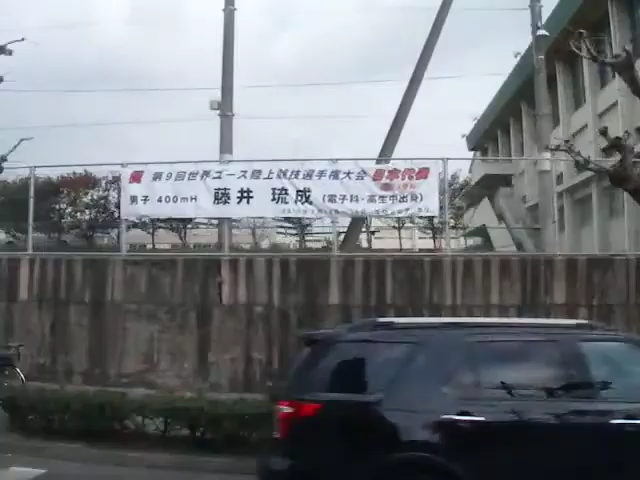 祝 第9回世界ユース陸上競技選手権大会 日本代表
男子 400mH 藤井 琉成 (電子科・高生中出身)